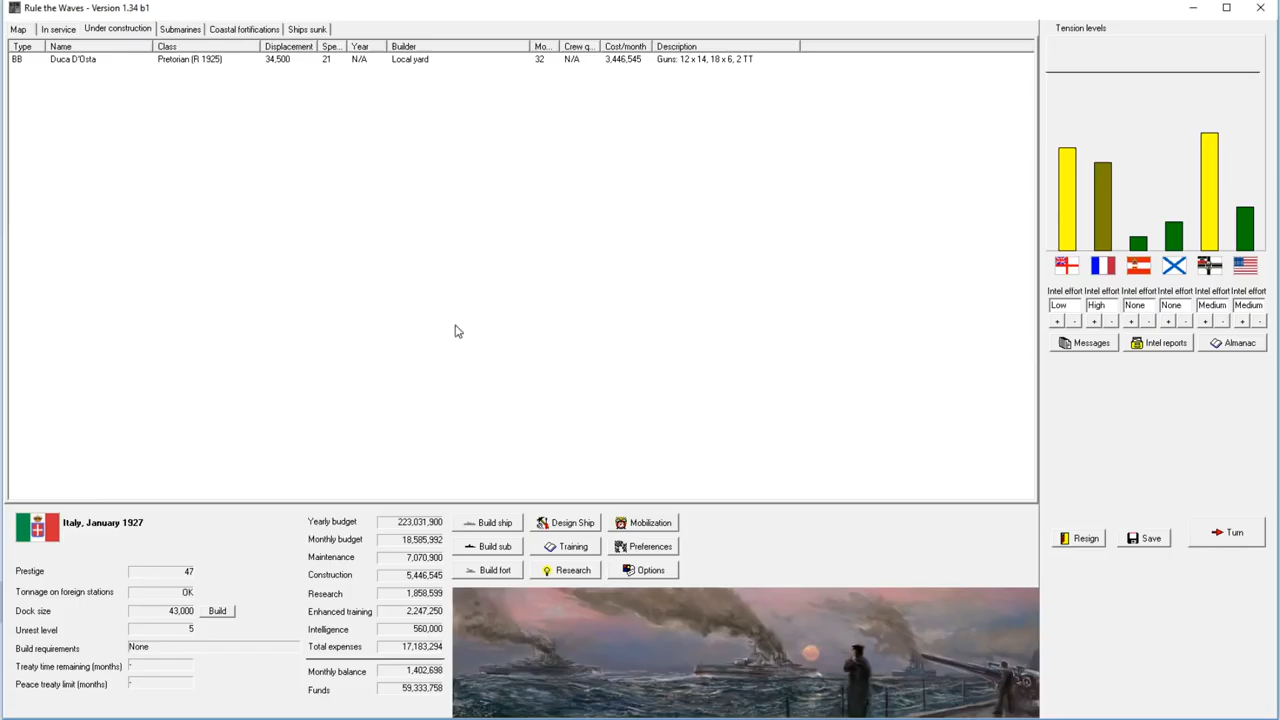 Rule the Waves - Version 1.34 b1
Map In service Under construction Submarines Coastal fortifications Ships sunk
Type Name Class Displacement Spe... Year Builder Mo... Crew q... Cost/month Description
BB Duca D'Osta Pretorian (R 1925) 34,500 21 N/A Local yard 32 N/A 3,446,545 Guns: 12 x 14, 18 x 6, 2 TT
Tension levels
Intel effort Intel effort Intel effort Intel effort Intel effort Intel effort
Low High None None Medium Medium
+ - + - + - + - + - + -
Messages Intel reports Almanac
Resign Save Turn
Italy, January 1927
Prestige 47
Tonnage on foreign stations OK
Dock size 43,000 Build
Unrest level 5
Build requirements None
Treaty time remaining (months) -
Peace treaty limit (months) -
Yearly budget 223,031,900
Monthly budget 18,585,992
Maintenance 7,070,900
Construction 5,446,545
Research 1,858,599
Enhanced training 2,247,250
Intelligence 560,000
Total expenses 17,183,294
Monthly balance 1,402,698
Funds 59,333,758
Build ship Design Ship Mobilization
Build sub Training Preferences
Build fort Research Options